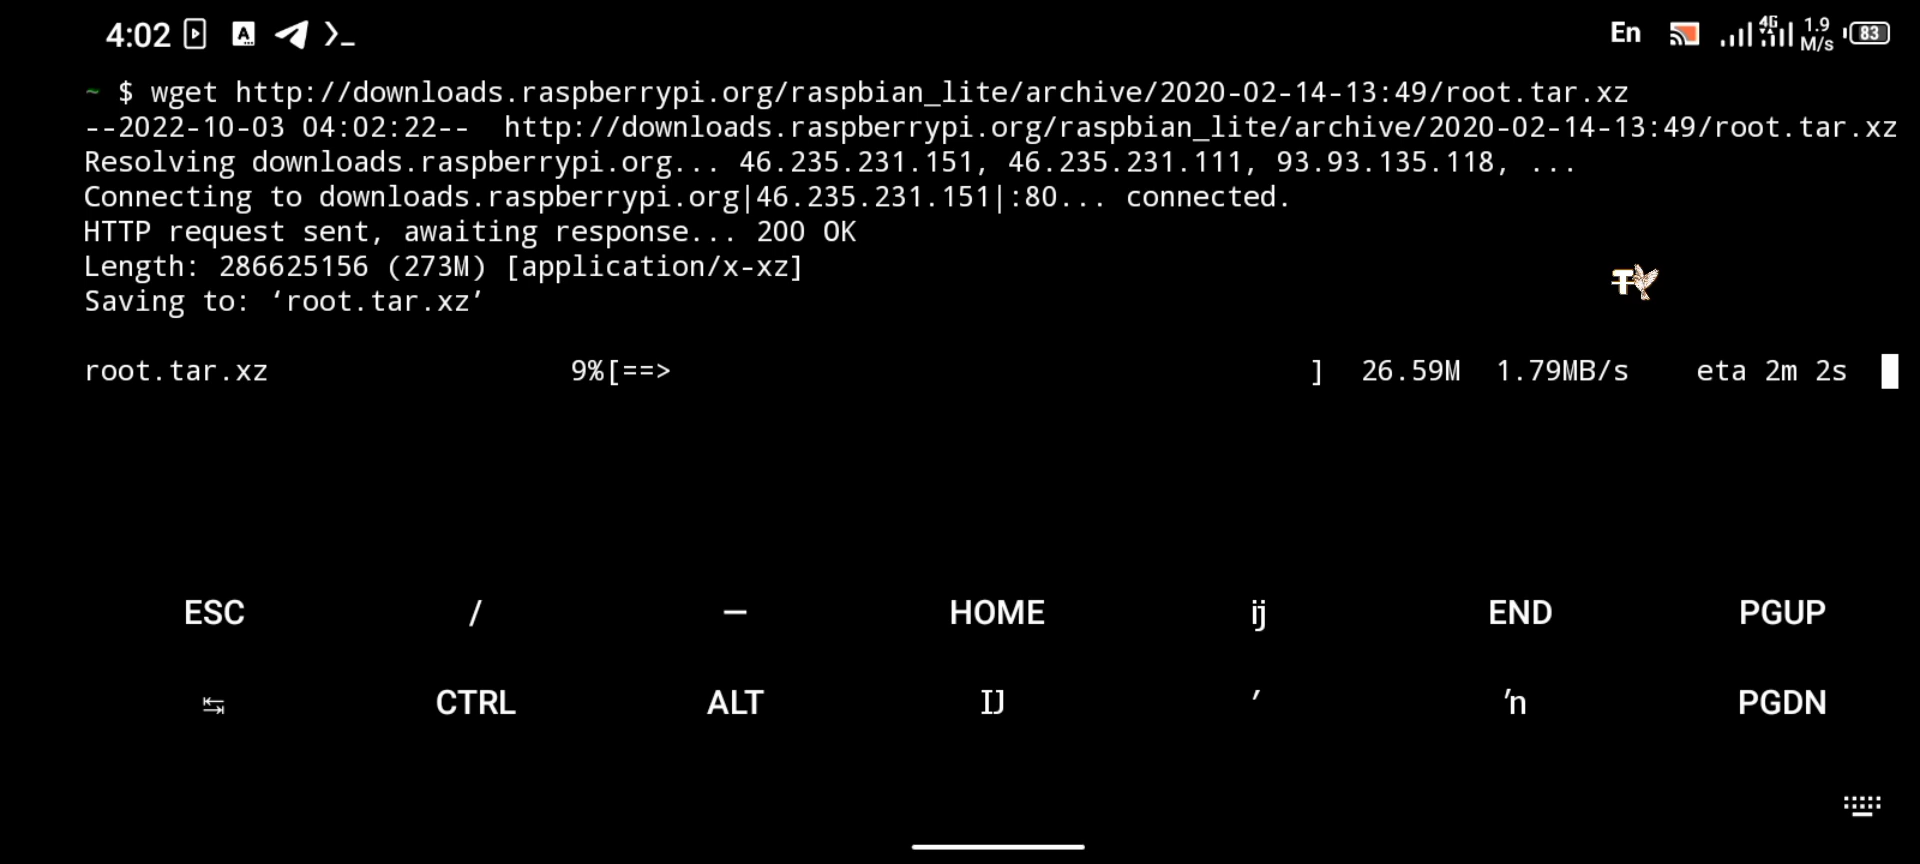 4:02 A >_ En 4G 1.9 M/s 83
~ $ wget http://downloads.raspberrypi.org/raspbian_lite/archive/2020-02-14-13:49/root.tar.xz
--2022-10-03 04:02:22--  http://downloads.raspberrypi.org/raspbian_lite/archive/2020-02-14-13:49/root.tar.xz
Resolving downloads.raspberrypi.org... 46.235.231.151, 46.235.231.111, 93.93.135.118, ...
Connecting to downloads.raspberrypi.org|46.235.231.151|:80... connected.
HTTP request sent, awaiting response... 200 OK
Length: 286625156 (273M) [application/x-xz]
Saving to: ‘root.tar.xz’
T
root.tar.xz 9%[==> ] 26.59M 1.79MB/s eta 2m 2s
ESC / — HOME ĳ END PGUP
↹ CTRL ALT Ĳ ′ ŉ PGDN